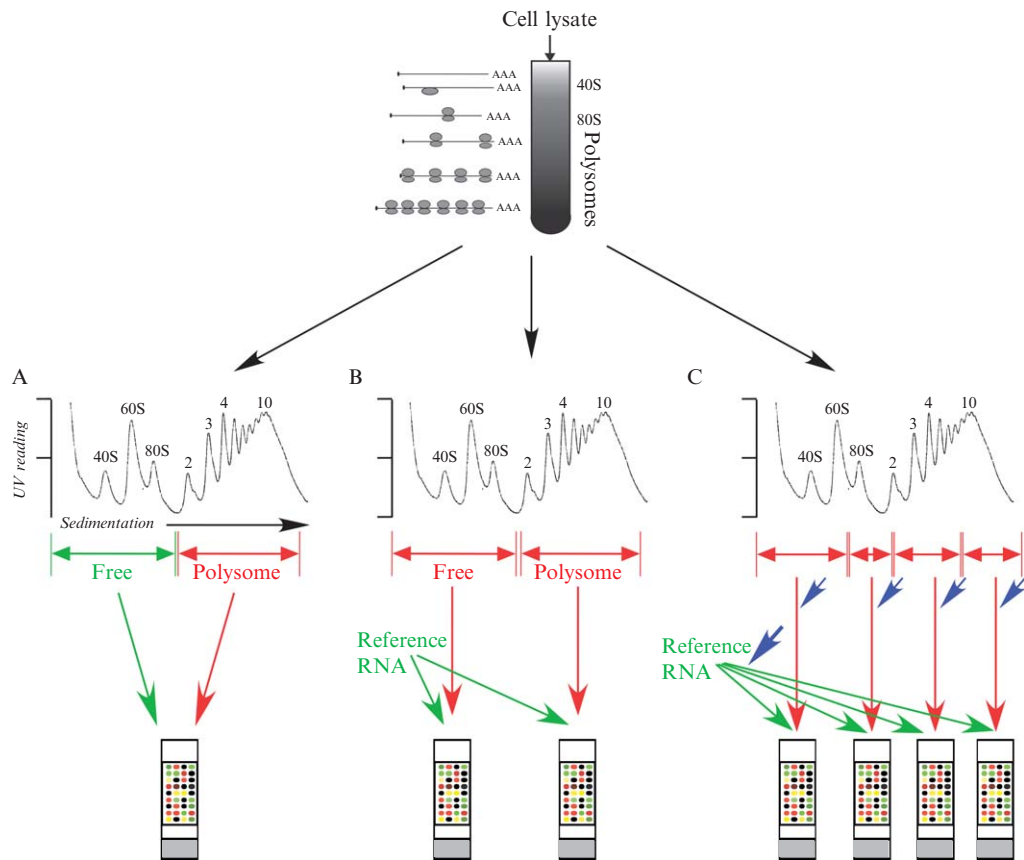 Cell lysate
AAA
AAA
40S
AAA
80S
AAA
Polysomes
AAA
AAA
A
B
C
UV reading
40S
60S
80S
2
3
4
10
Sedimentation
40S
60S
80S
2
3
4
10
40S
60S
80S
2
3
4
10
Free
Polysome
Free
Polysome
Reference
RNA
Reference
RNA